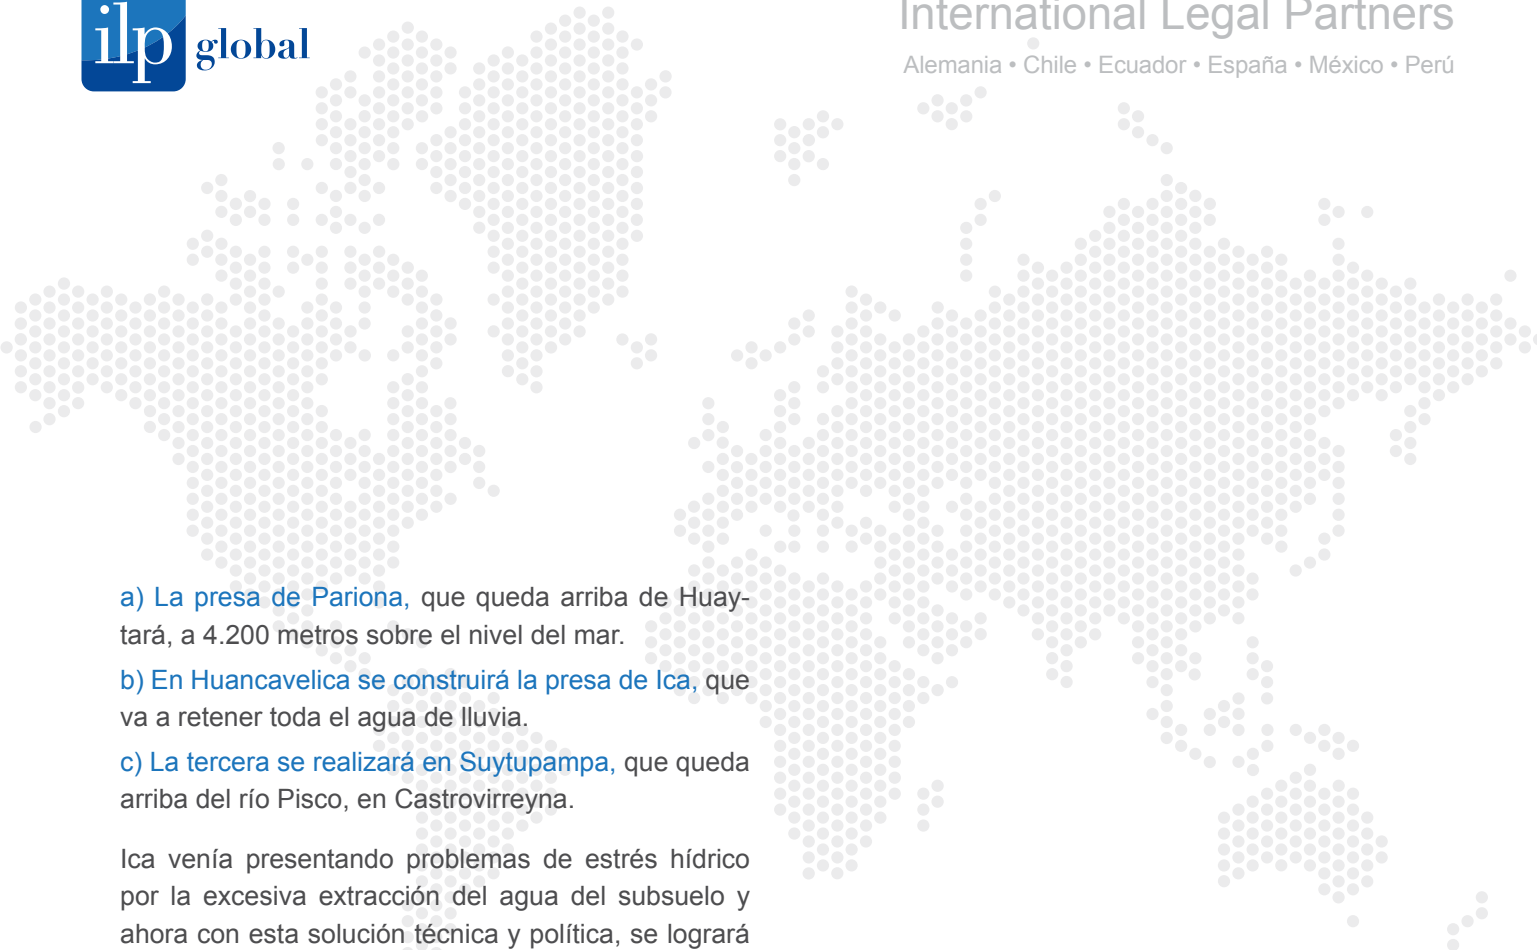 ilp global
International Legal Partners
Alemania • Chile • Ecuador • España • México • Perú
a) La presa de Pariona, que queda arriba de Huay-
tará, a 4.200 metros sobre el nivel del mar.
b) En Huancavelica se construirá la presa de Ica, que
va a retener toda el agua de lluvia.
c) La tercera se realizará en Suytupampa, que queda
arriba del río Pisco, en Castrovirreyna.
Ica venía presentando problemas de estrés hídrico
por la excesiva extracción del agua del subsuelo y
ahora con esta solución técnica y política, se logrará